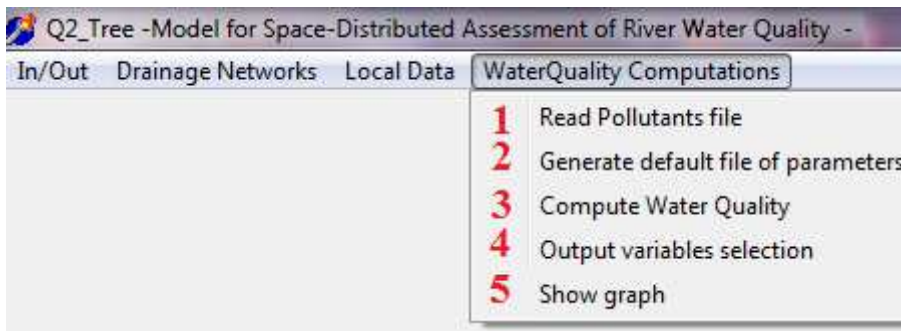 Q2_Tree -Model for Space-Distributed Assessment of River Water Quality -
In/Out Drainage Networks Local Data WaterQuality Computations
1 Read Pollutants file
2 Generate default file of parameters
3 Compute Water Quality
4 Output variables selection
5 Show graph